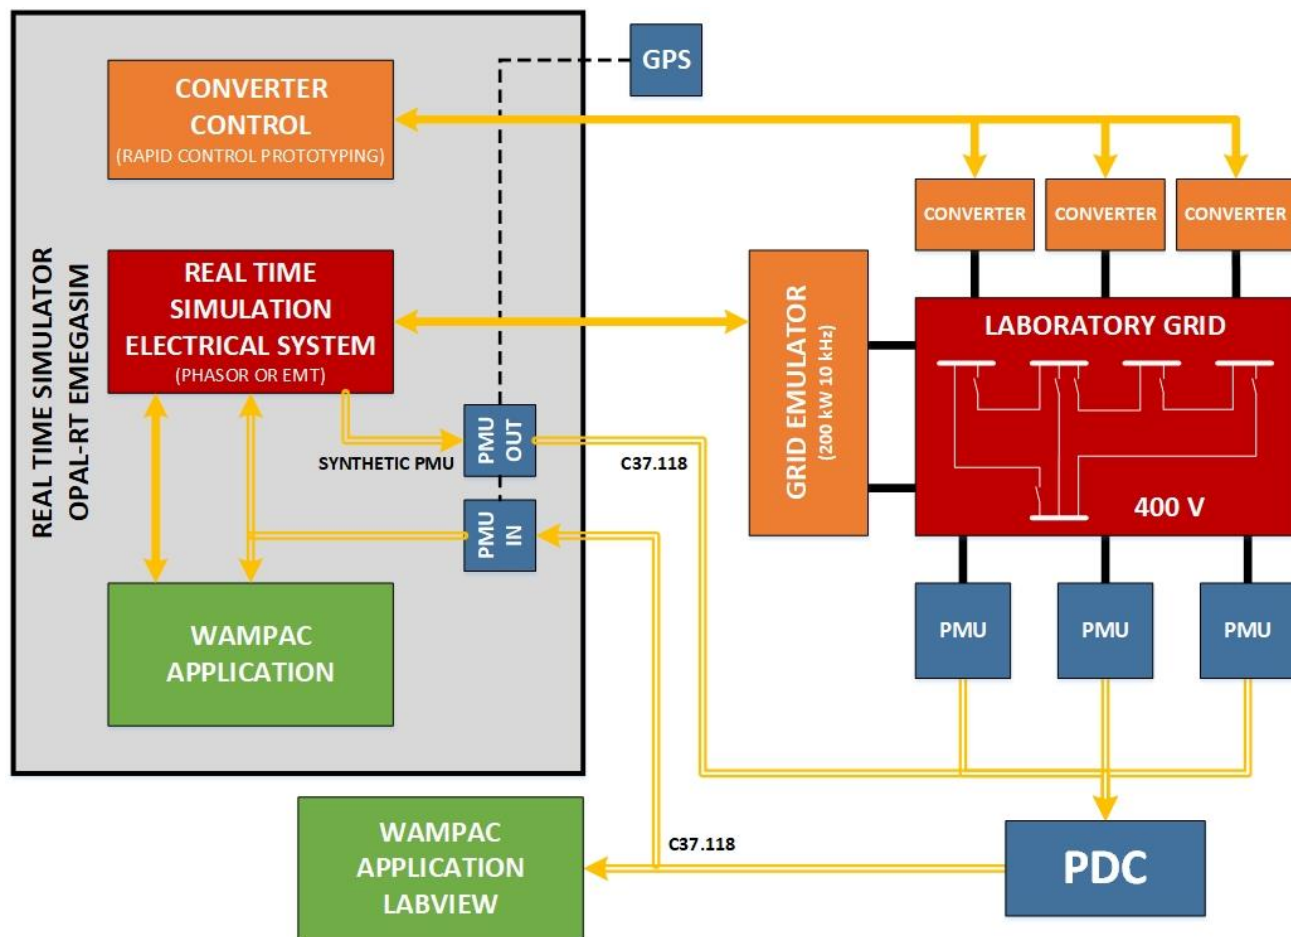 REAL TIME SIMULATOR
OPAL-RT EMEGASIM
CONVERTER
CONTROL
(RAPID CONTROL PROTOTYPING)
GPS
CONVERTER
CONVERTER
CONVERTER
REAL TIME
SIMULATION
ELECTRICAL SYSTEM
(PHASOR OR EMT)
GRID EMULATOR
(200 kW 10 kHz)
LABORATORY GRID
400 V
SYNTHETIC PMU
PMU
OUT
C37.118
PMU
IN
WAMPAC
APPLICATION
PMU
PMU
PMU
WAMPAC
APPLICATION
LABVIEW
C37.118
PDC